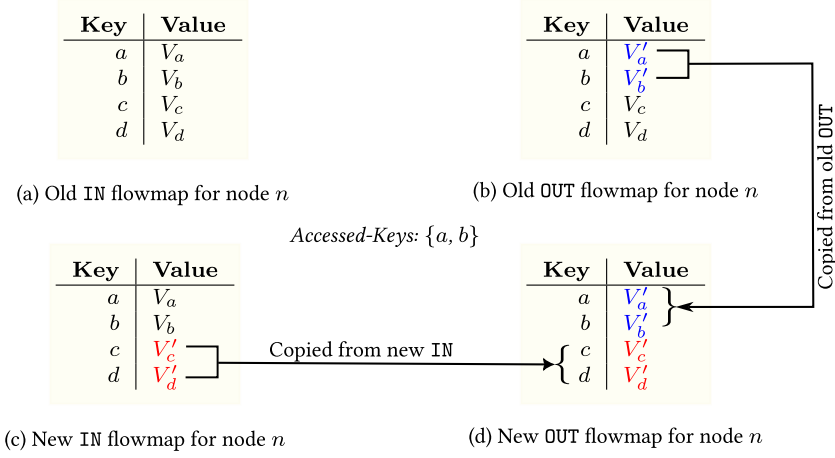 Key Value
a V_a
b V_b
c V_c
d V_d
(a) Old IN flowmap for node n
Key Value
a V'_a
b V'_b
c V_c
d V_d
(b) Old OUT flowmap for node n
Copied from old OUT
Accessed-Keys: {a, b}
Key Value
a V_a
b V_b
c V'_c
d V'_d
(c) New IN flowmap for node n
Copied from new IN
Key Value
a V'_a
b V'_b
c V'_c
d V'_d
(d) New OUT flowmap for node n